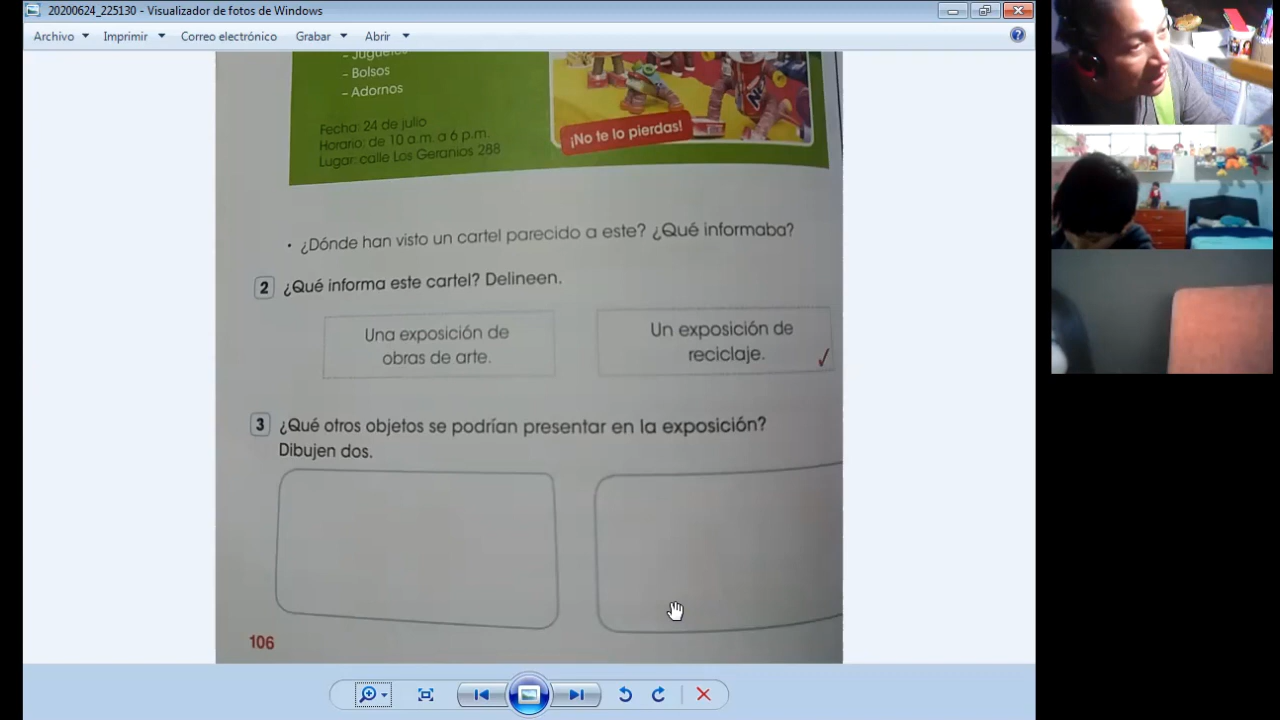 20200624_225130 - Visualizador de fotos de Windows
Archivo Imprimir Correo electrónico Grabar Abrir
- Juguetes
- Bolsos
- Adornos
Fecha: 24 de julio
Horario: de 10 a.m. a 6 p.m.
Lugar: calle Los Geranios 288
¡No te lo pierdas!
• ¿Dónde han visto un cartel parecido a este? ¿Qué informaba?
2 ¿Qué informa este cartel? Delineen.
Una exposición de
obras de arte.
Un exposición de
reciclaje.
3 ¿Qué otros objetos se podrían presentar en la exposición?
Dibujen dos.
106